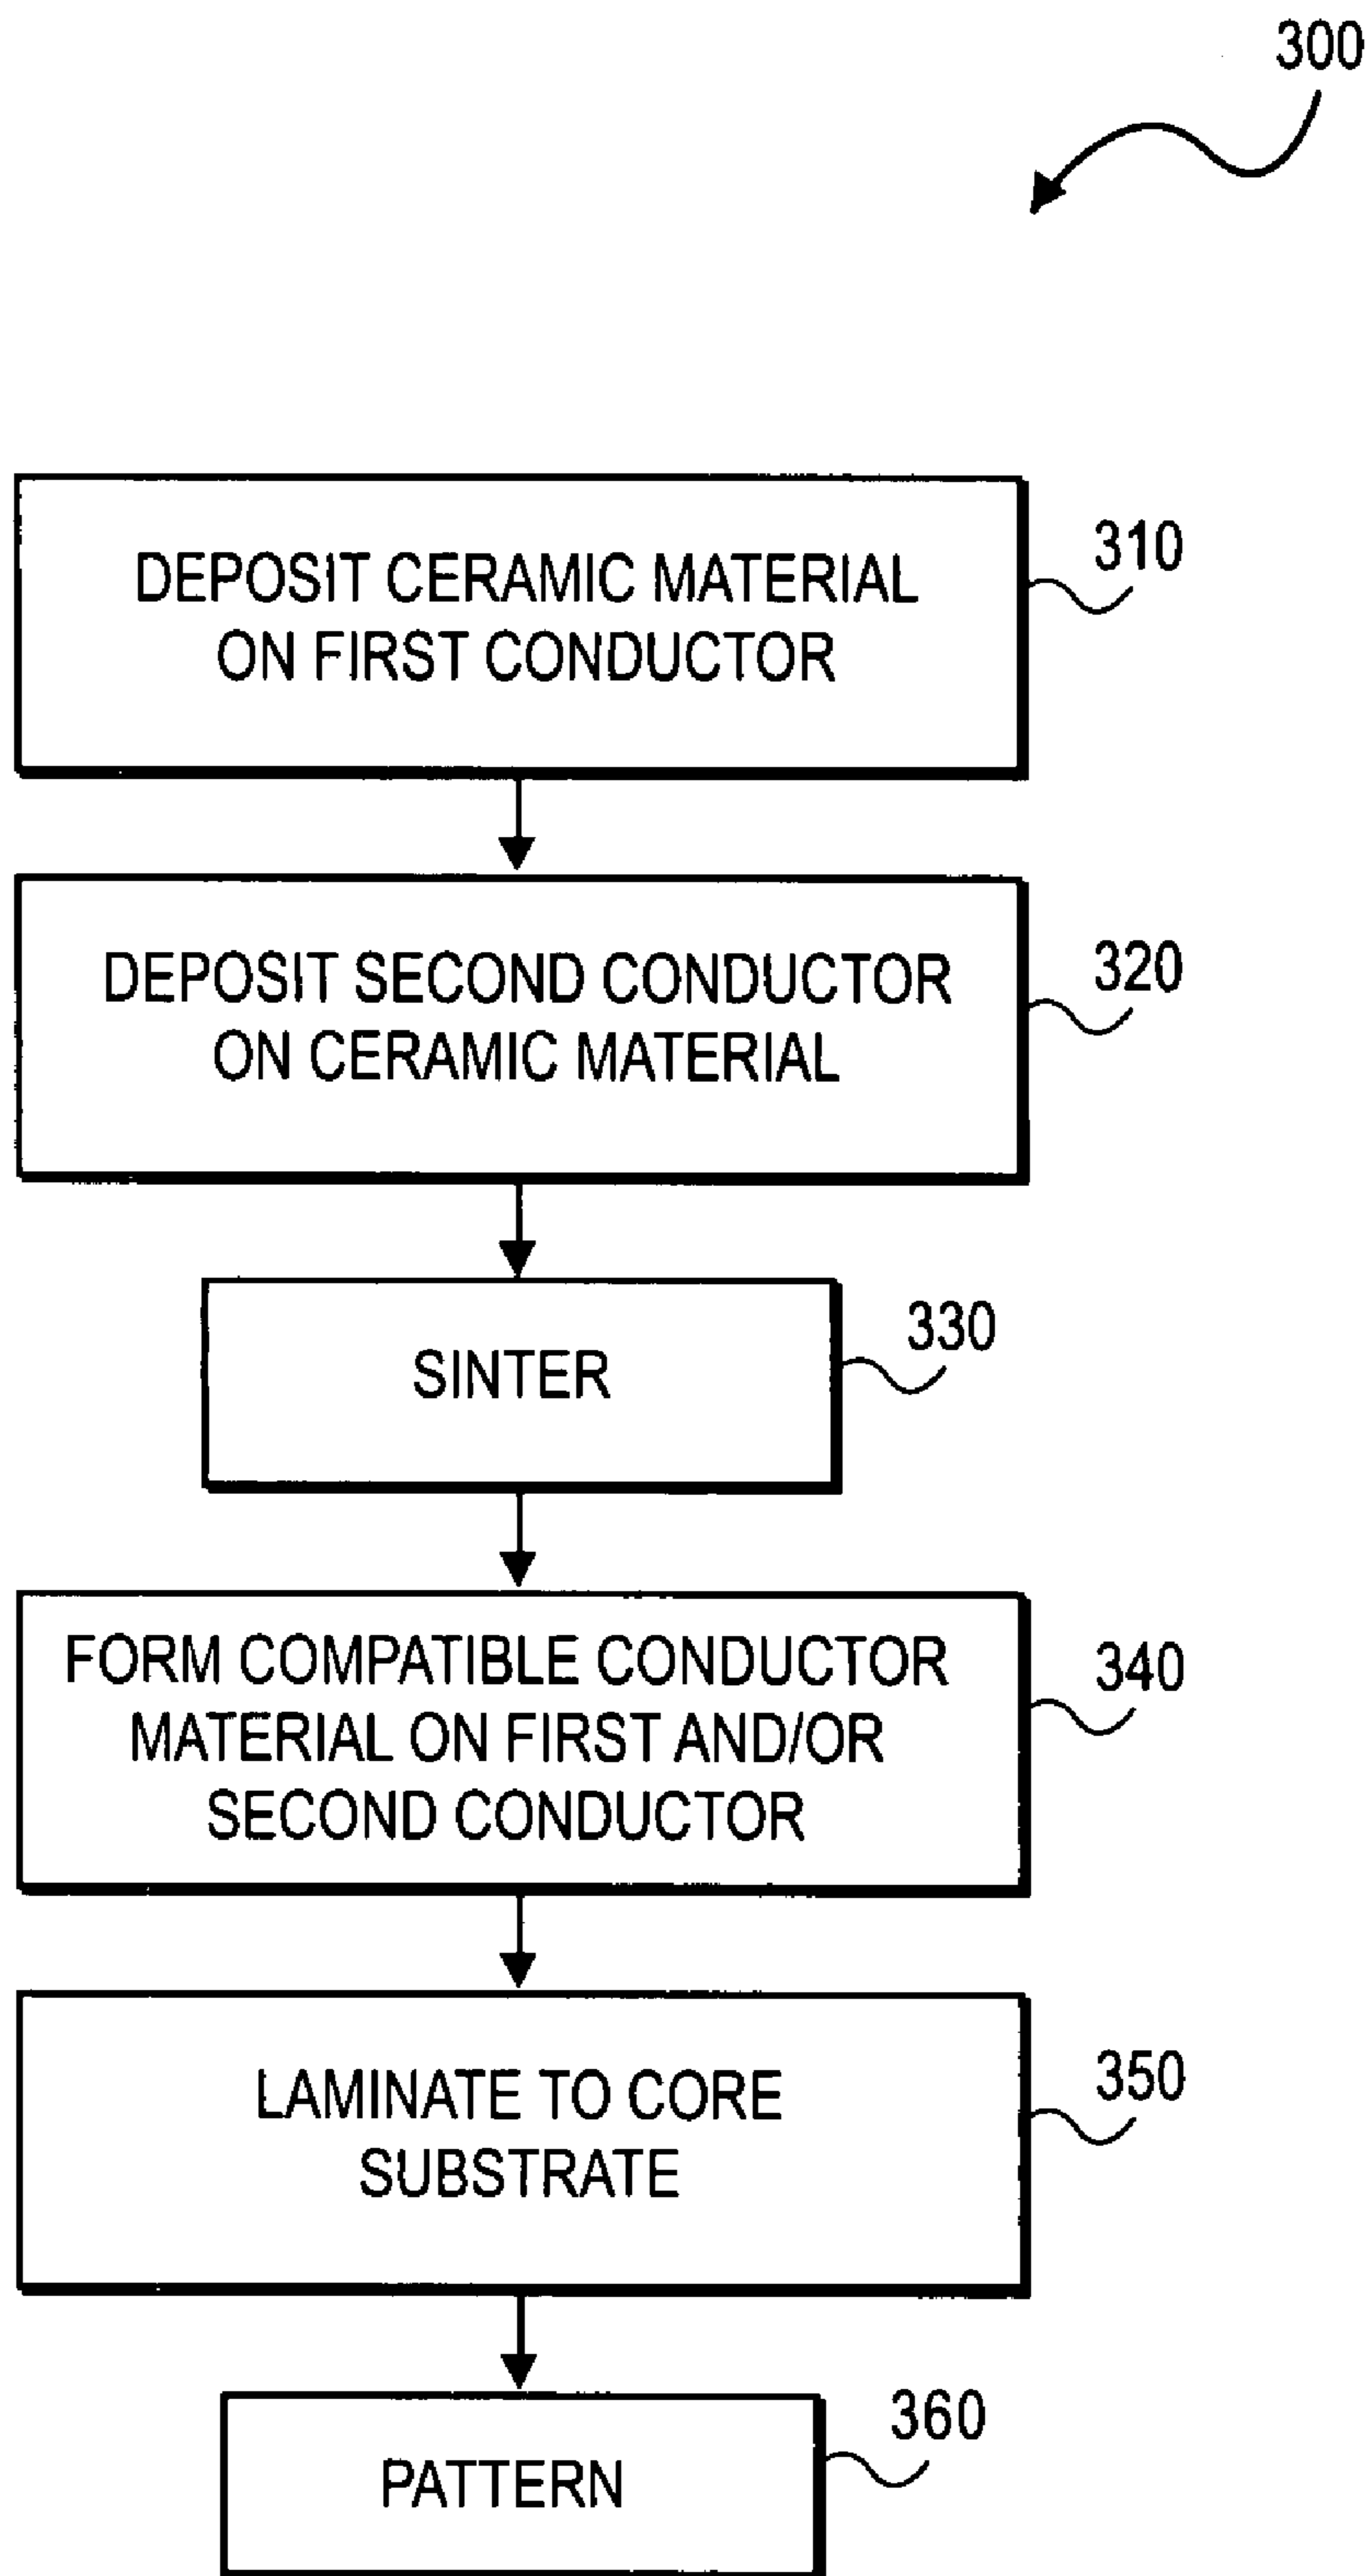 300
DEPOSIT CERAMIC MATERIAL
ON FIRST CONDUCTOR
310
DEPOSIT SECOND CONDUCTOR
ON CERAMIC MATERIAL
320
SINTER
330
FORM COMPATIBLE CONDUCTOR
MATERIAL ON FIRST AND/OR
SECOND CONDUCTOR
340
LAMINATE TO CORE
SUBSTRATE
350
PATTERN
360